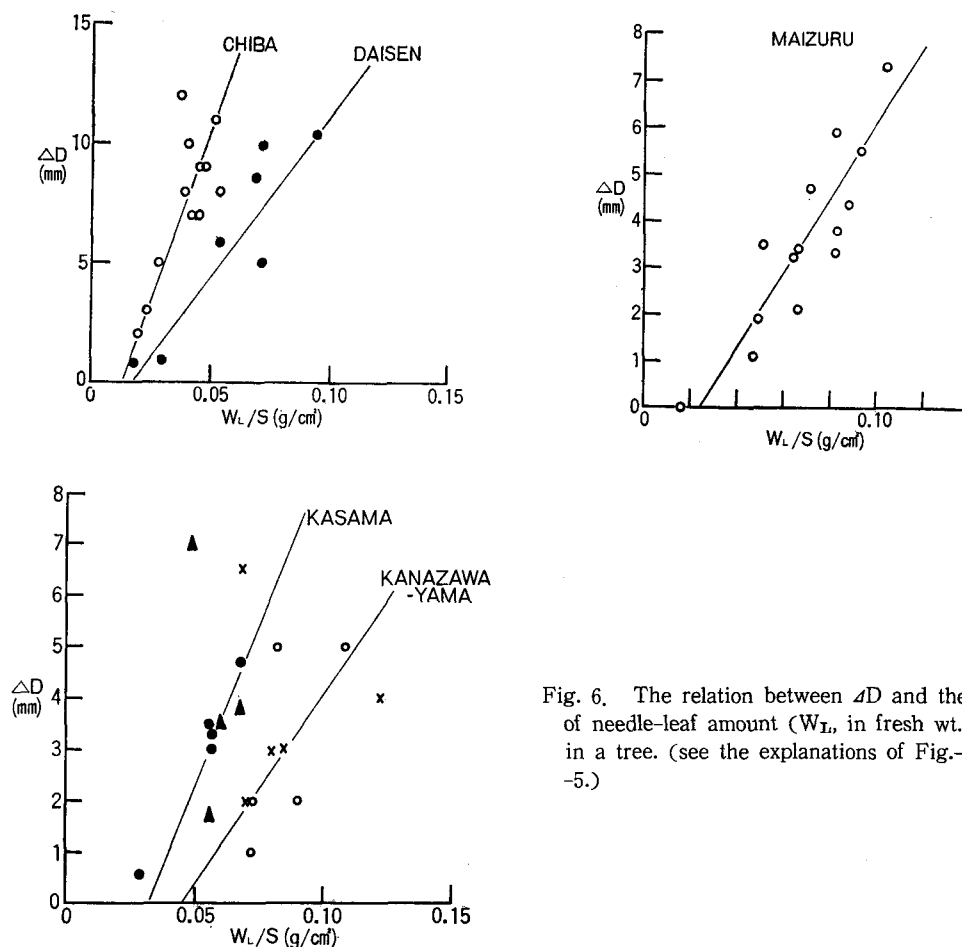 15
CHIBA
DAISEN
10
ΔD
(mm)
5
0
0 0.05 0.10 0.15
WL/S (g/cm²)
8
MAIZURU
7
6
5
ΔD
(mm)
4
3
2
1
0
0 0.10
WL/S (g/cm²)
8
KASAMA
7
KANAZAWA
-YAMA
6
5
ΔD
(mm)
4
3
2
1
0
0 0.05 0.10 0.15
WL/S (g/cm²)
Fig. 6. The relation between ΔD and the
of needle-leaf amount (WL, in fresh wt.
in a tree. (see the explanations of Fig.-
-5.)